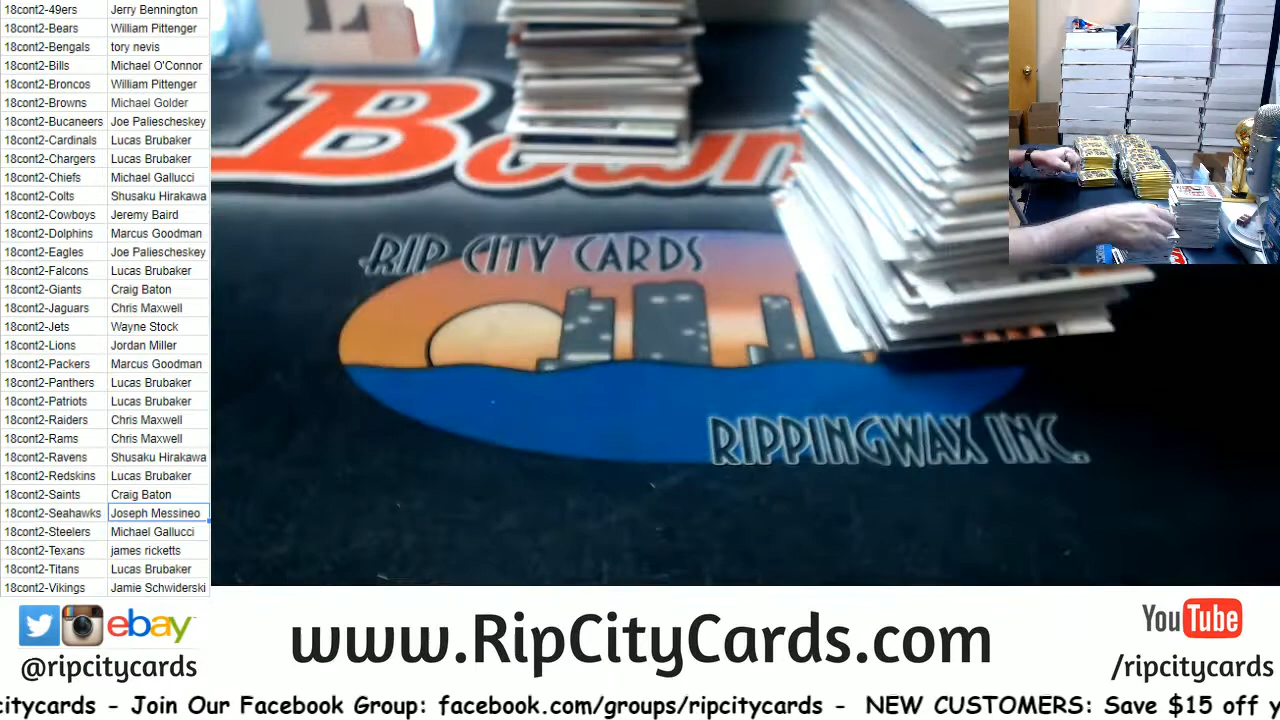 18cont2-49ers Jerry Bennington
18cont2-Bears William Pittenger
18cont2-Bengals tory nevis
18cont2-Bills Michael O'Connor
18cont2-Broncos William Pittenger
18cont2-Browns Michael Golder
18cont2-Bucaneers Joe Paliescheskey
18cont2-Cardinals Lucas Brubaker
18cont2-Chargers Lucas Brubaker
18cont2-Chiefs Michael Gallucci
18cont2-Colts Shusaku Hirakawa
18cont2-Cowboys Jeremy Baird
18cont2-Dolphins Marcus Goodman
18cont2-Eagles Joe Paliescheskey
18cont2-Falcons Lucas Brubaker
18cont2-Giants Craig Baton
18cont2-Jaguars Chris Maxwell
18cont2-Jets Wayne Stock
18cont2-Lions Jordan Miller
18cont2-Packers Marcus Goodman
18cont2-Panthers Lucas Brubaker
18cont2-Patriots Lucas Brubaker
18cont2-Raiders Chris Maxwell
18cont2-Rams Chris Maxwell
18cont2-Ravens Shusaku Hirakawa
18cont2-Redskins Lucas Brubaker
18cont2-Saints Craig Baton
18cont2-Seahawks Joseph Messineo
18cont2-Steelers Michael Gallucci
18cont2-Texans james ricketts
18cont2-Titans Lucas Brubaker
18cont2-Vikings Jamie Schwiderski
RIP CITY CARDS
RIPPINGWAX INC.
ebay
@ripcitycards
www.RipCityCards.com
YouTube
/ripcitycards
citycards - Join Our Facebook Group: facebook.com/groups/ripcitycards - NEW CUSTOMERS: Save $15 off y